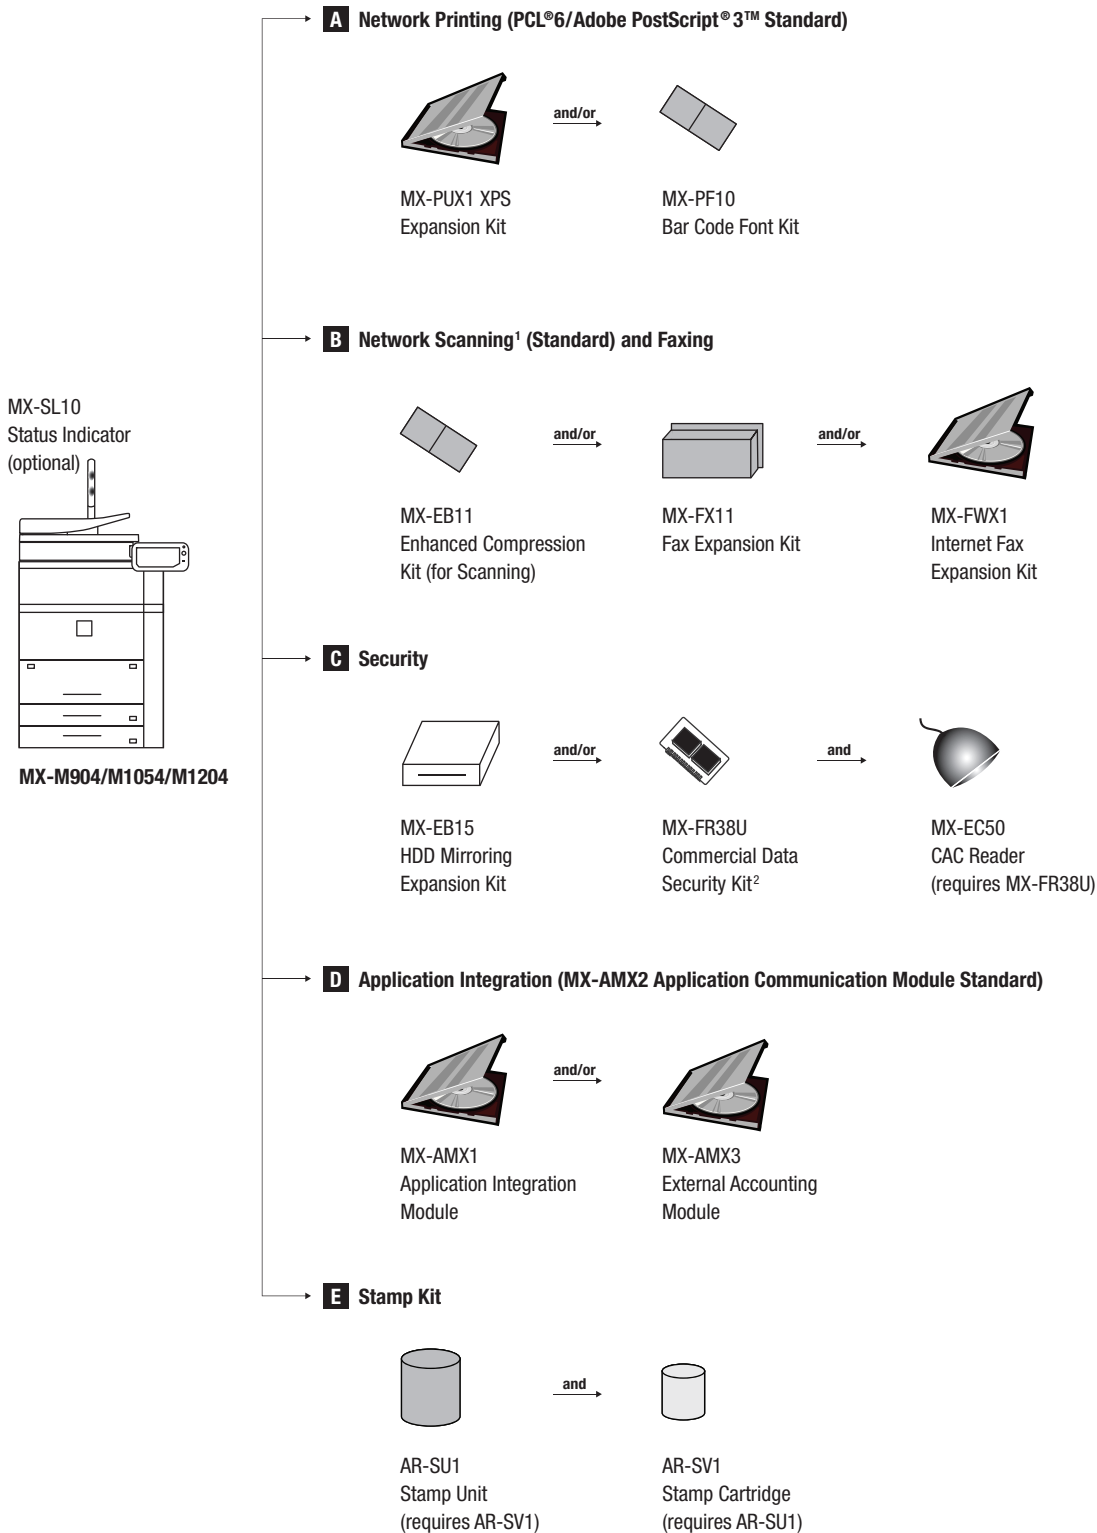 A Network Printing (PCL®6/Adobe PostScript®3™ Standard)
and/or
MX-PUX1 XPS
Expansion Kit
MX-PF10
Bar Code Font Kit
B Network Scanning¹ (Standard) and Faxing
MX-SL10
Status Indicator
(optional)
and/or
and/or
MX-EB11
Enhanced Compression
Kit (for Scanning)
MX-FX11
Fax Expansion Kit
MX-FWX1
Internet Fax
Expansion Kit
C Security
MX-M904/M1054/M1204
and/or
and
MX-EB15
HDD Mirroring
Expansion Kit
MX-FR38U
Commercial Data
Security Kit²
MX-EC50
CAC Reader
(requires MX-FR38U)
D Application Integration (MX-AMX2 Application Communication Module Standard)
and/or
MX-AMX1
Application Integration
Module
MX-AMX3
External Accounting
Module
E Stamp Kit
and
AR-SU1
Stamp Unit
(requires AR-SV1)
AR-SV1
Stamp Cartridge
(requires AR-SU1)